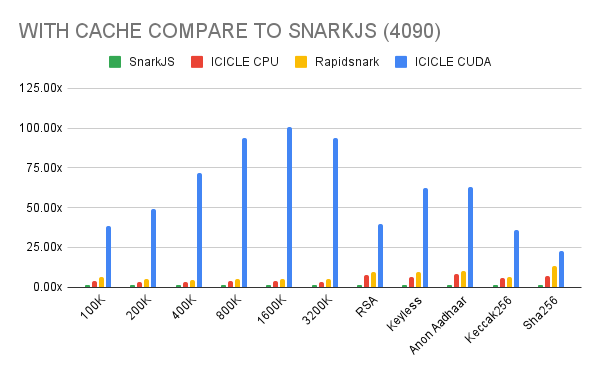 WITH CACHE COMPARE TO SNARKJS (4090)
SnarkJS ICICLE CPU Rapidsnark ICICLE CUDA
125.00x
100.00x
75.00x
50.00x
25.00x
0.00x
100K 200K 400K 800K 1600K 3200K RSA Keyless Anon Aadhaar Keccak256 Sha256